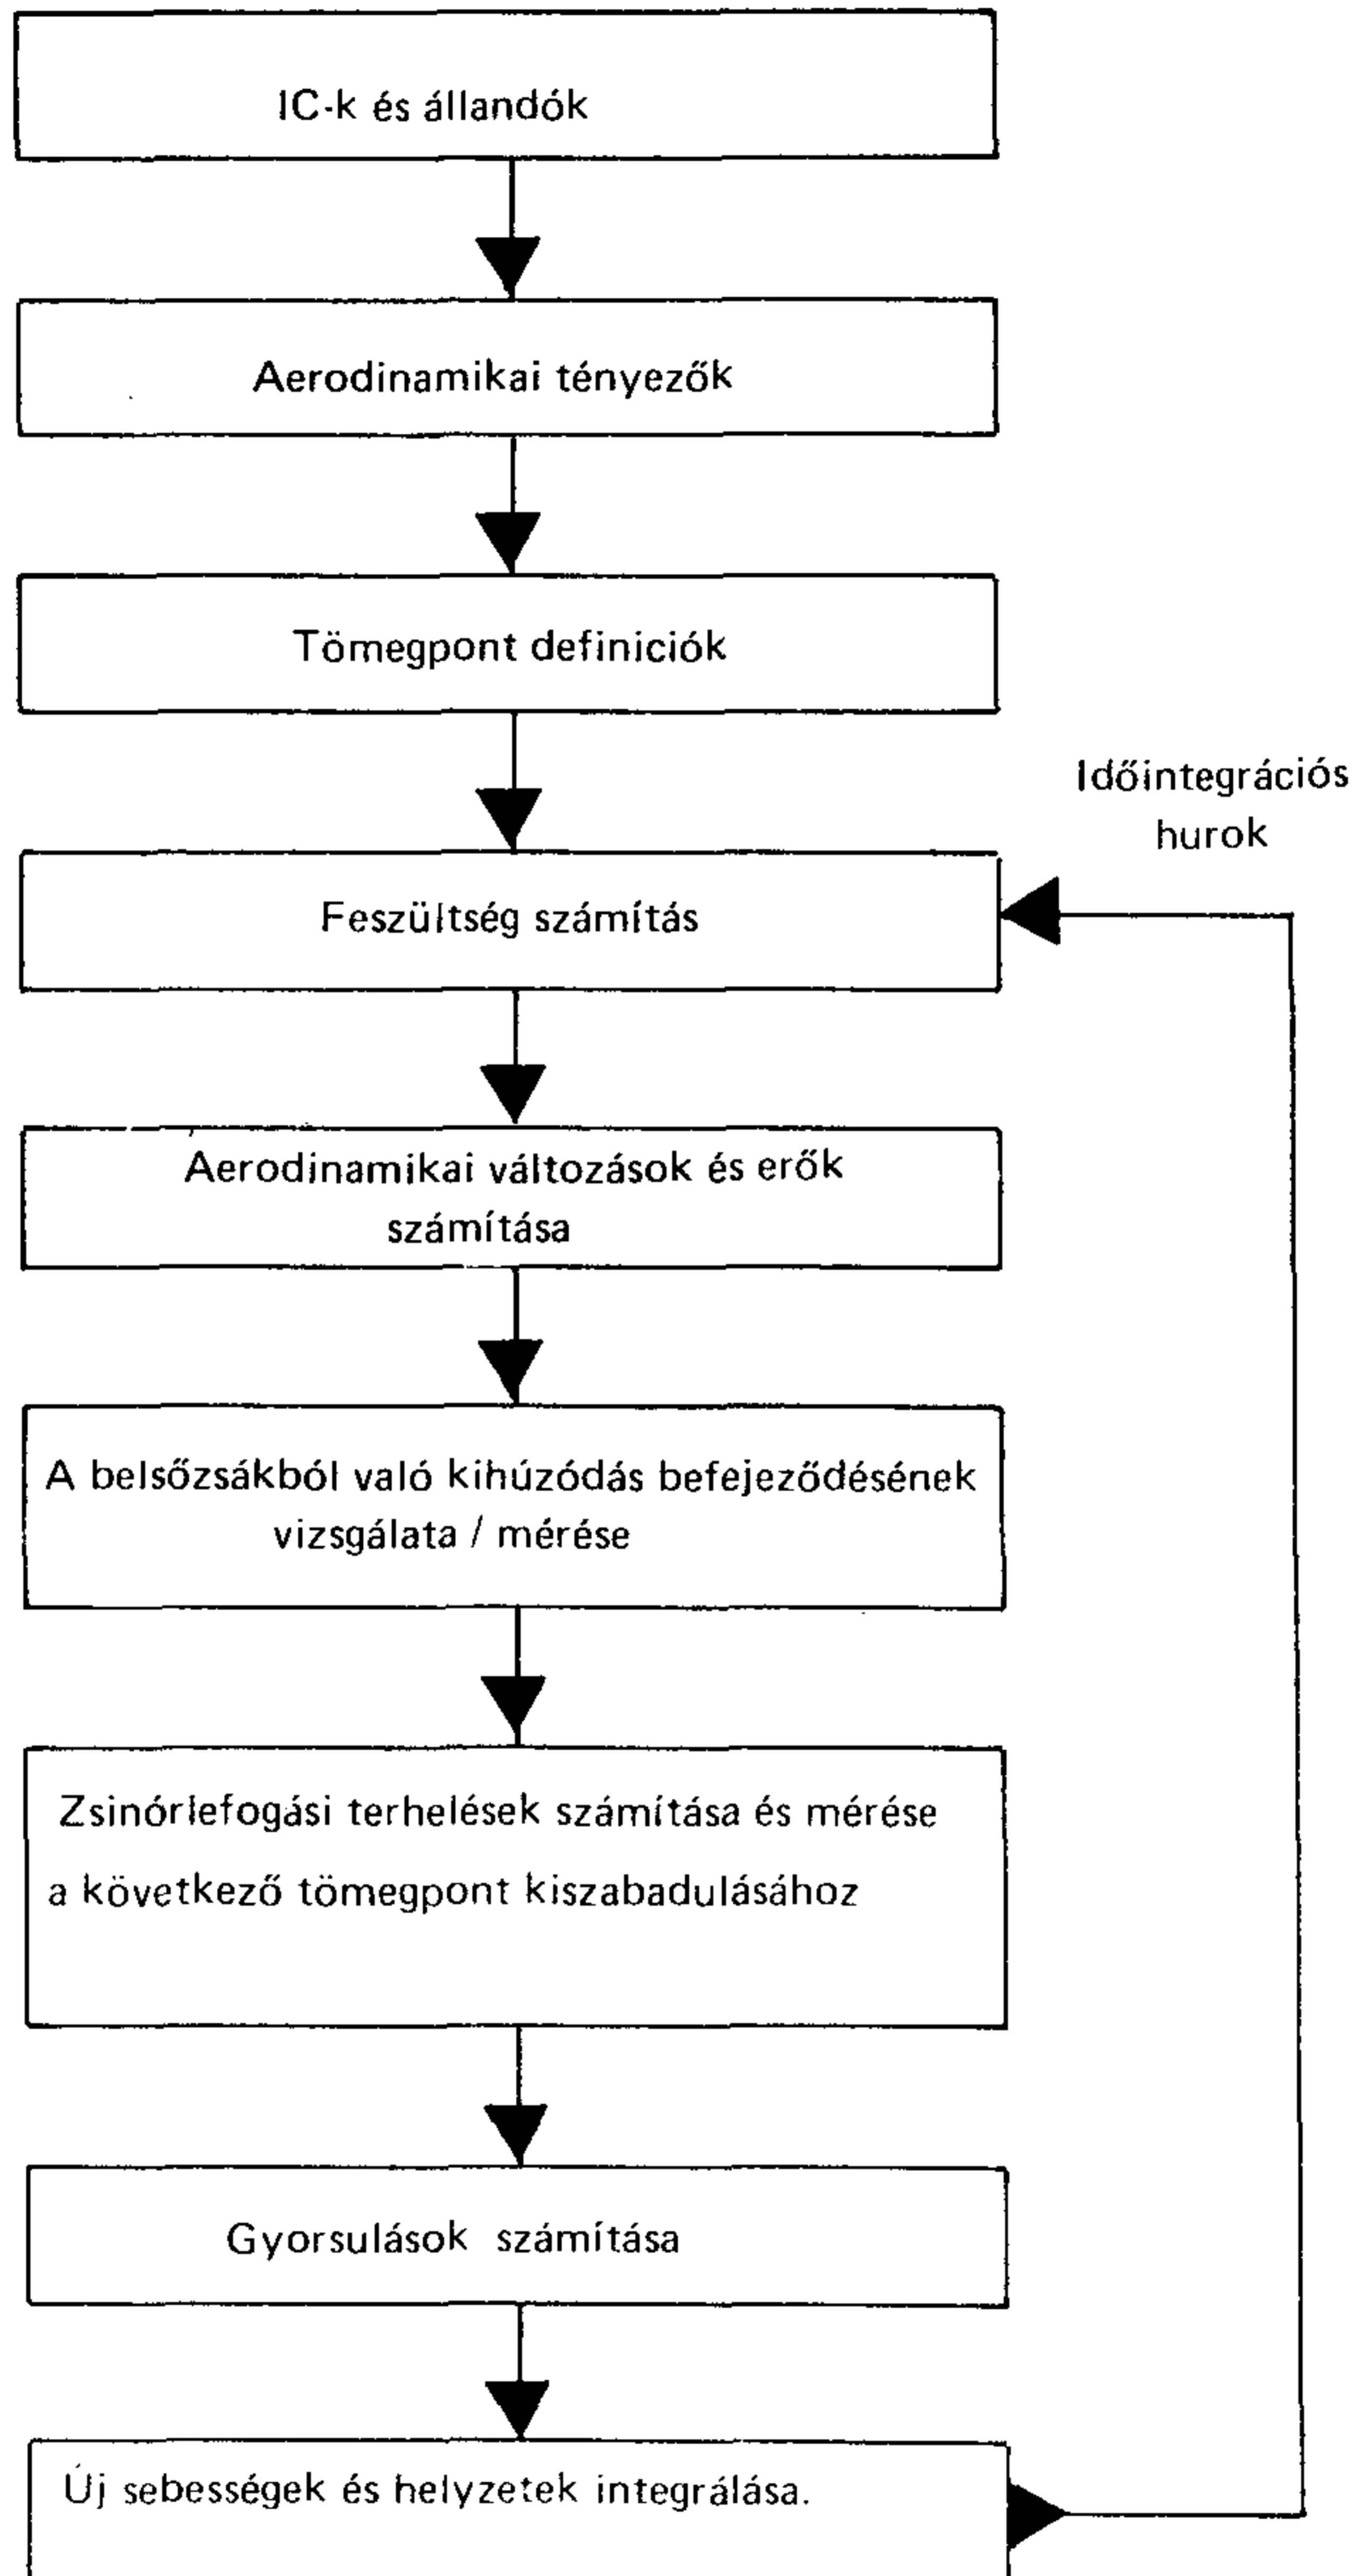 IC-k és állandók
Aerodinamikai tényezők
Tömegpont definiciók
Időintegrációs
hurok
Feszültség számítás
Aerodinamikai változások és erők
számítása
A belsőzsákból való kihúzódás befejeződésének
vizsgálata / mérése
Zsinórlefogási terhelések számítása és mérése
a következő tömegpont kiszabadulásához
Gyorsulások számítása
Új sebességek és helyzetek integrálása.